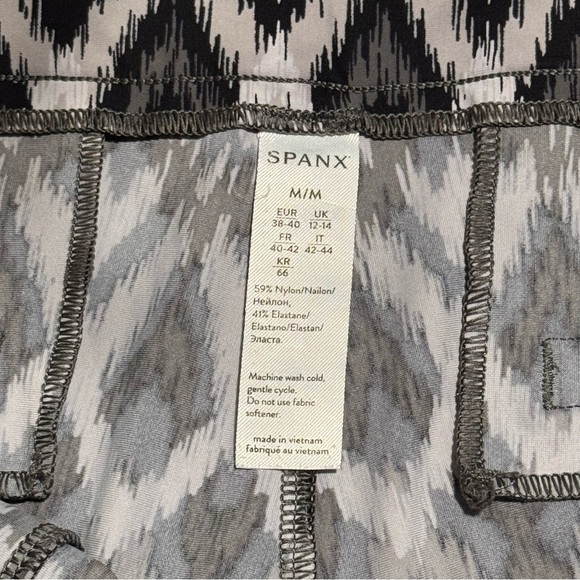 SPANX
M/M
EUR UK
38-40 12-14
FR IT
40-42 42-44
KR
66
59% Nylon/Nailon/
Нейлон,
41% Elastane/
Elastano/Elastan/
Эласта.
Machine wash cold,
gentle cycle.
Do not use fabric
softener.
made in vietnam
fabriqué au vietnam